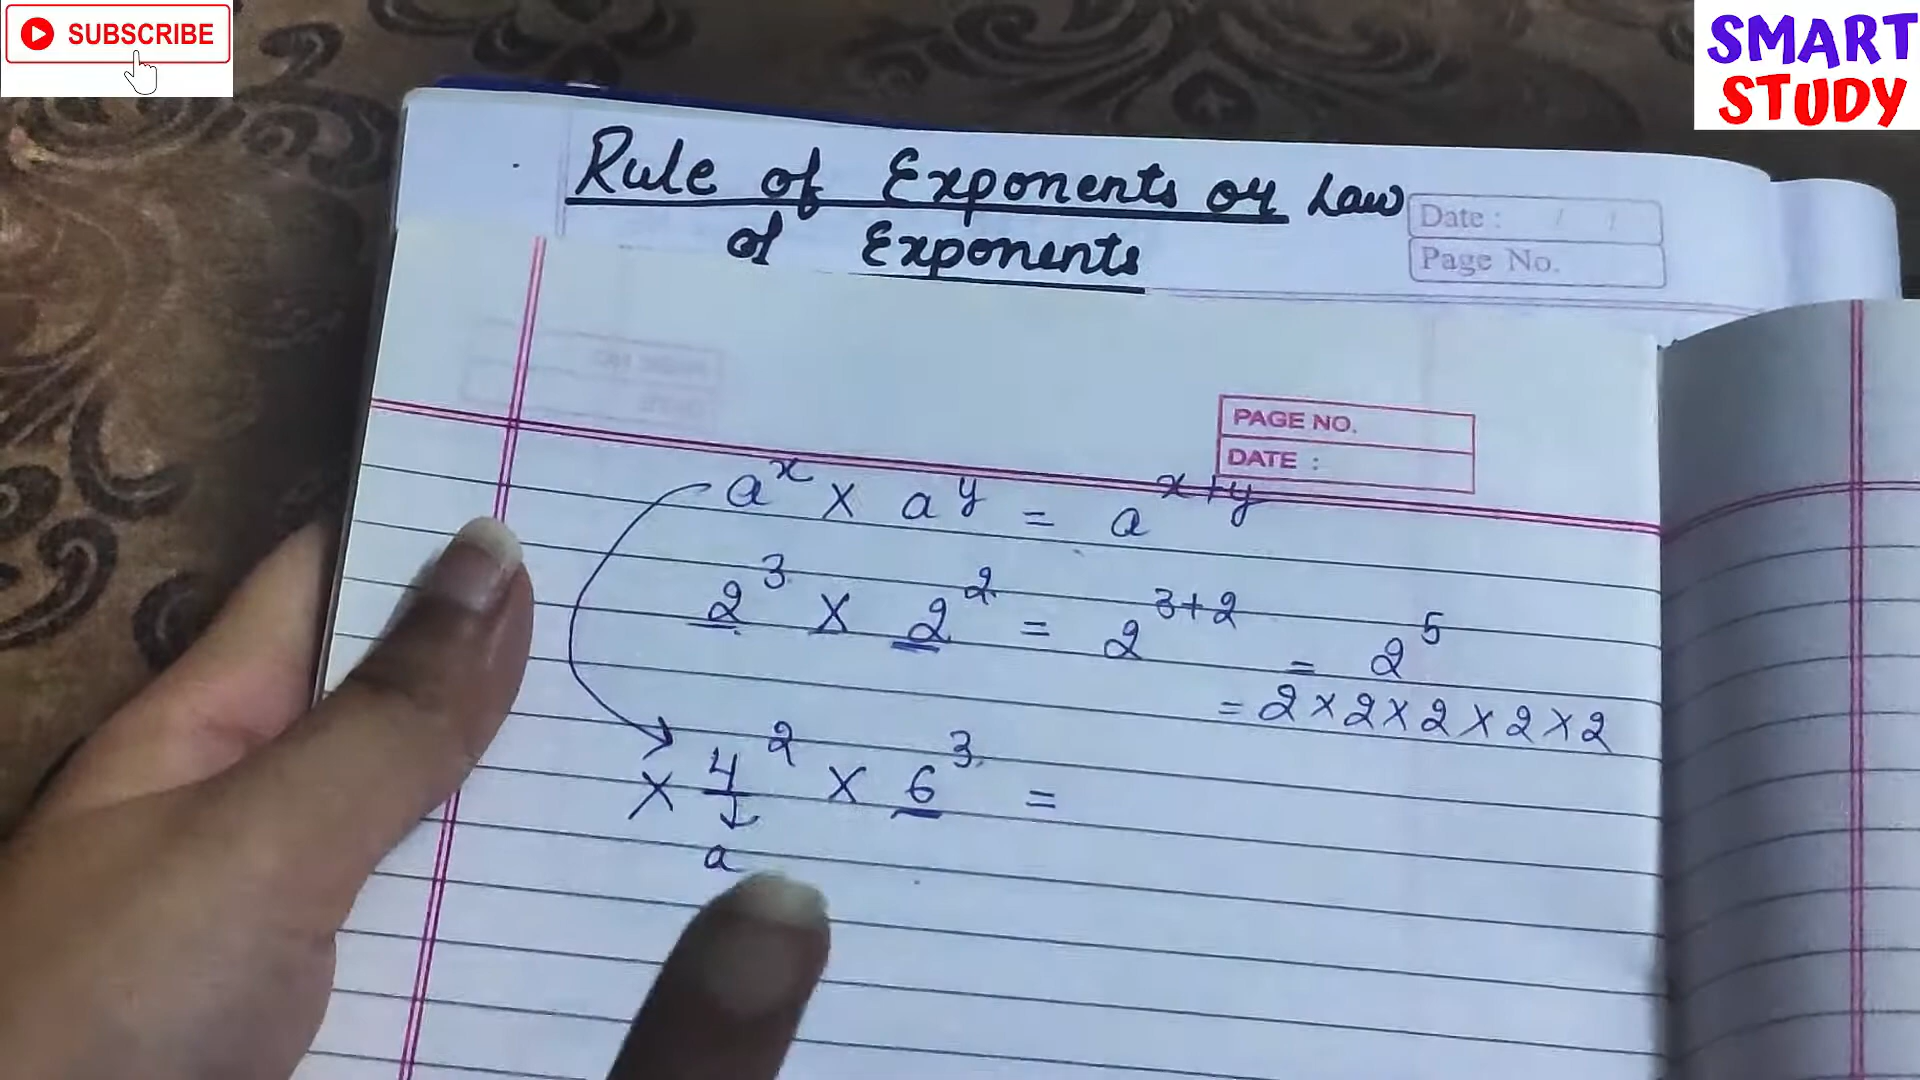 SUBSCRIBE
SMART
STUDY
Rule of Exponents or Law
of Exponents
Date : / /
Page No.
PAGE NO.
DATE :
a^x × a^y = a^(x+y)
2^3 × 2^2 = 2^(3+2) = 2^5
= 2×2×2×2×2
× 4^2 × 6^3 =
↓
a